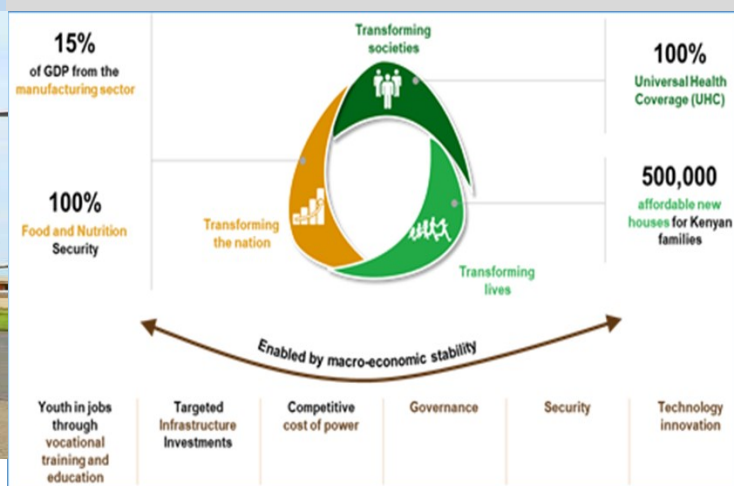 Transforming
societies
15%
of GDP from the
manufacturing sector
100%
Universal Health
Coverage (UHC)
100%
Food and Nutrition
Security
Transforming
the nation
500,000
affordable new
houses for Kenyan
families
Transforming
lives
Enabled by macro-economic stability
Youth in jobs
through
vocational
training and
education
Targeted
Infrastructure
Investments
Competitive
cost of power
Governance
Security
Technology
innovation